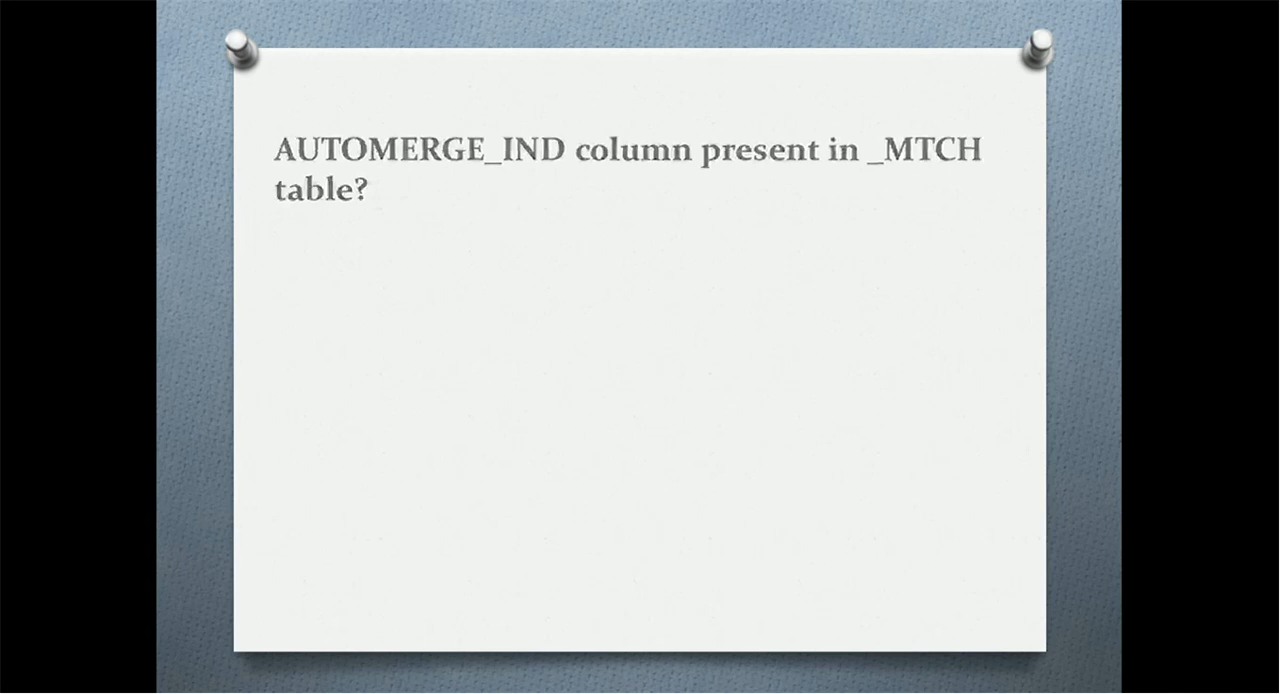 AUTOMERGE_IND column present in _MTCH
table?